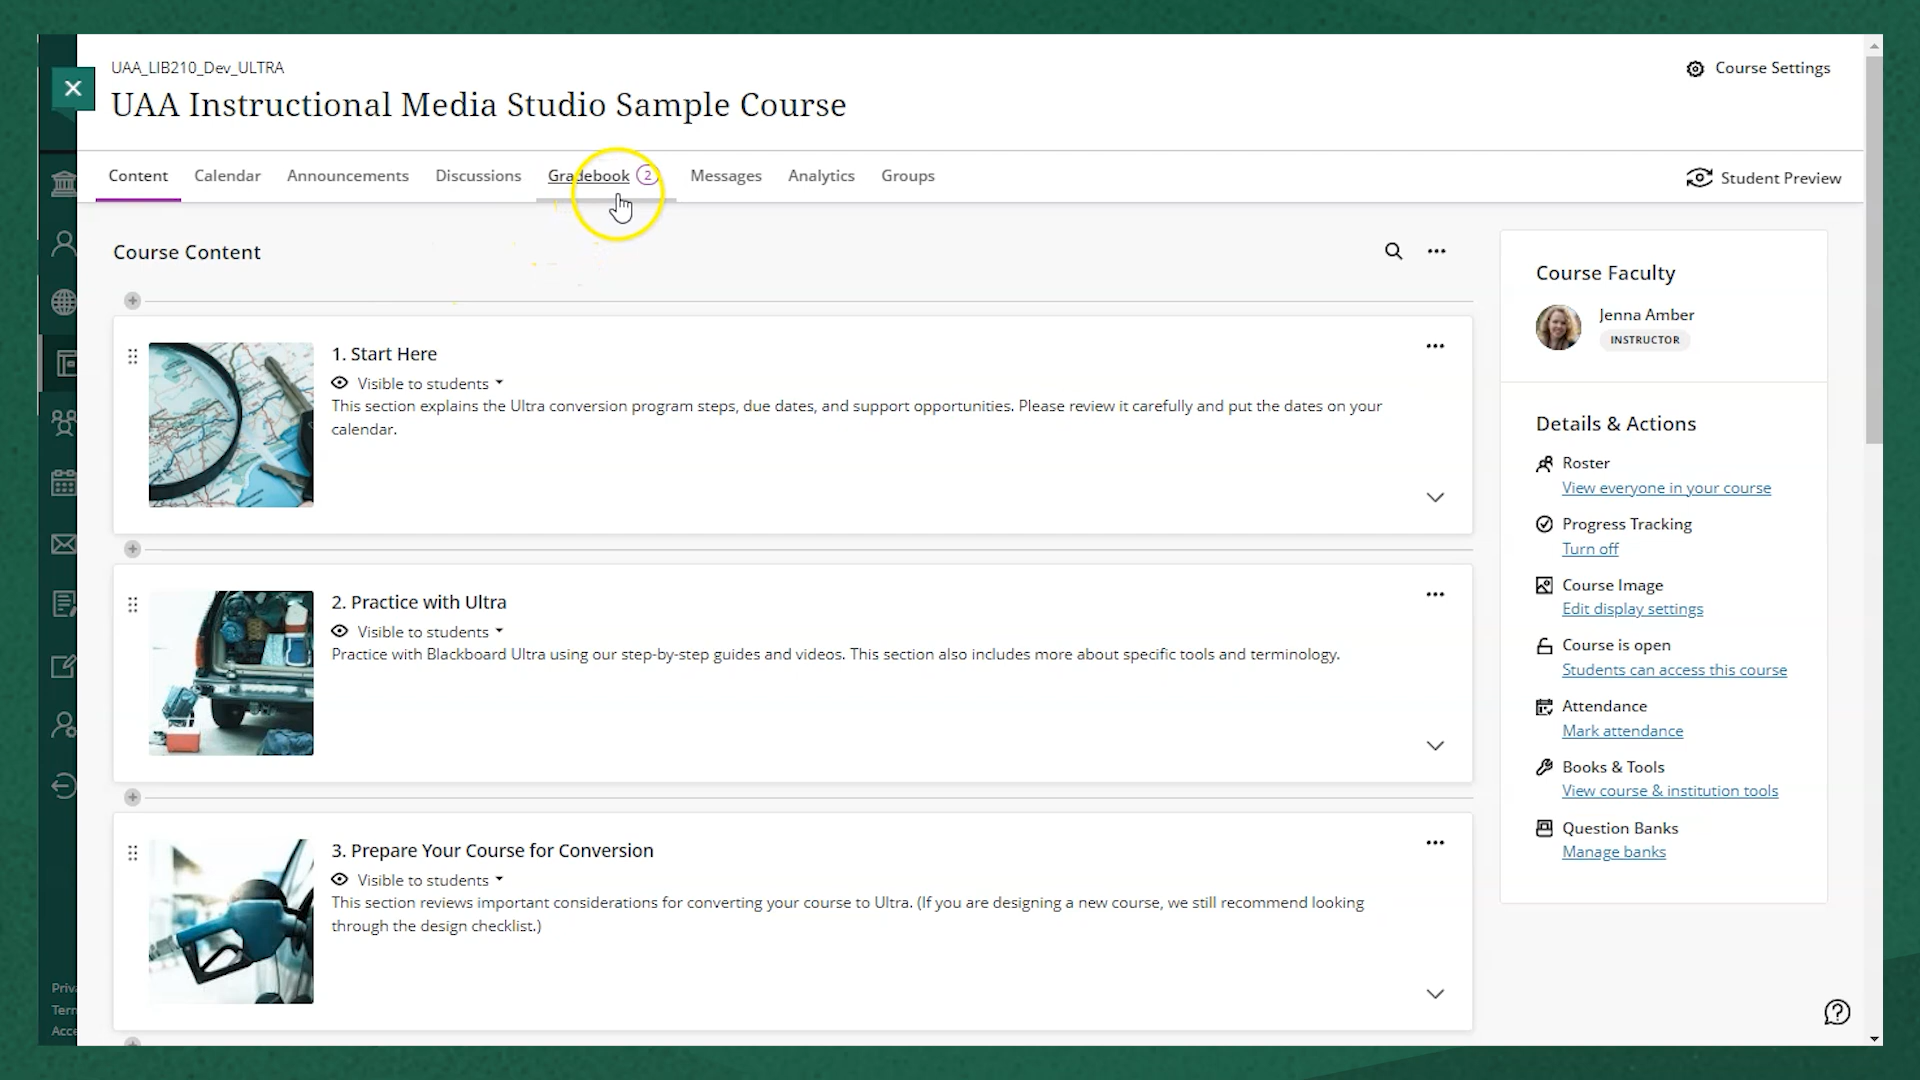 UAA_LIB210_Dev_ULTRA
UAA Instructional Media Studio Sample Course
Course Settings
Content
Calendar
Announcements
Discussions
Gradebook 2
Messages
Analytics
Groups
Student Preview
Course Content
1. Start Here
Visible to students
This section explains the Ultra conversion program steps, due dates, and support opportunities. Please review it carefully and put the dates on your
calendar.
2. Practice with Ultra
Visible to students
Practice with Blackboard Ultra using our step-by-step guides and videos. This section also includes more about specific tools and terminology.
3. Prepare Your Course for Conversion
Visible to students
This section reviews important considerations for converting your course to Ultra. (If you are designing a new course, we still recommend looking
through the design checklist.)
Course Faculty
Jenna Amber
INSTRUCTOR
Details & Actions
Roster
View everyone in your course
Progress Tracking
Turn off
Course Image
Edit display settings
Course is open
Students can access this course
Attendance
Mark attendance
Books & Tools
View course & institution tools
Question Banks
Manage banks
Priv
Term
Acce